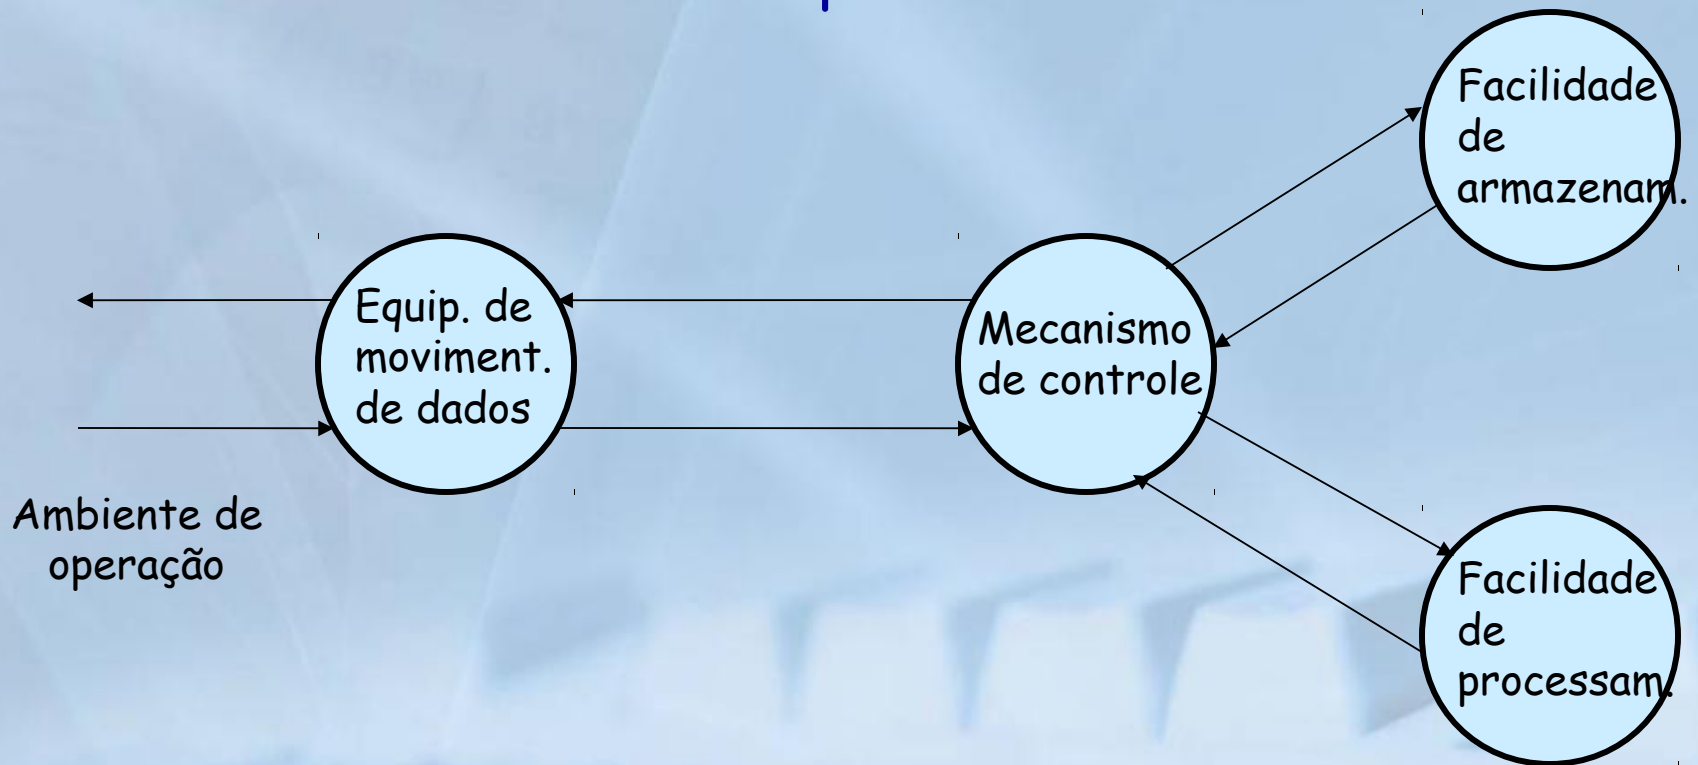 Facilidade
de
armazenam.
Equip. de
moviment.
de dados
Mecanismo
de controle
Ambiente de
operação
Facilidade
de
processam.